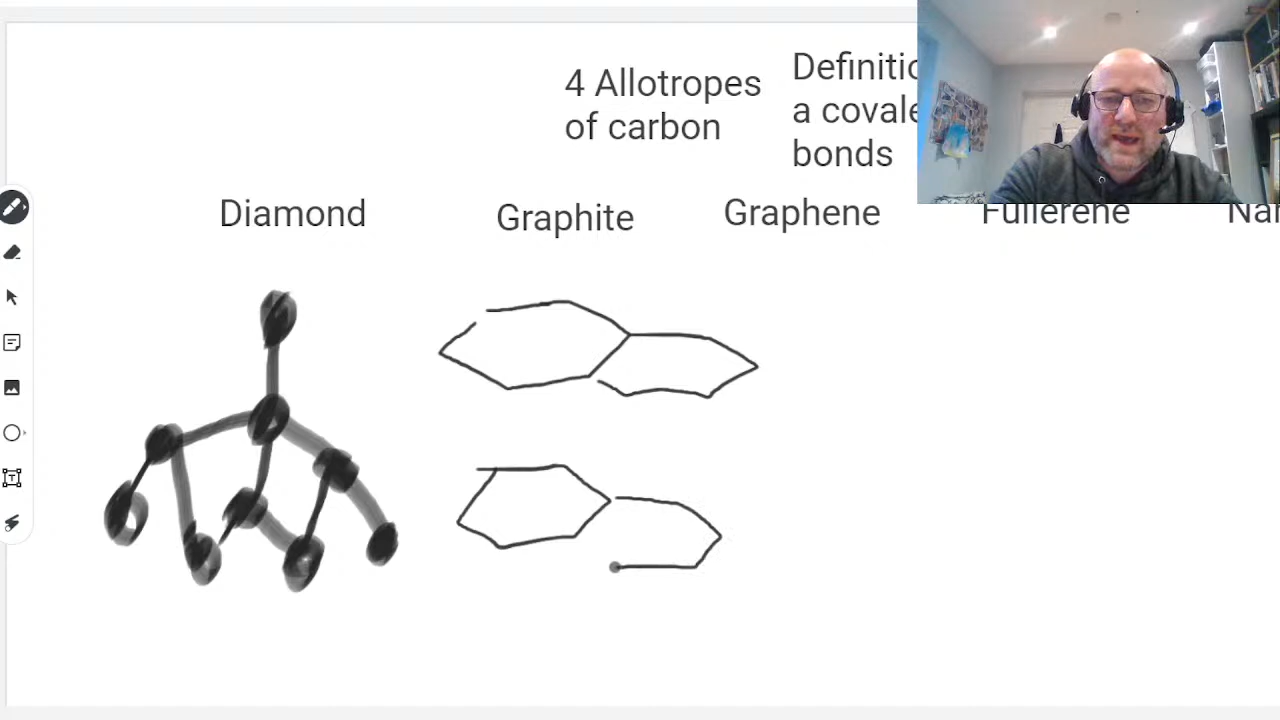 4 Allotropes
of carbon
Definitio
a covale
bonds
Diamond
Graphite
Graphene
Fullerene